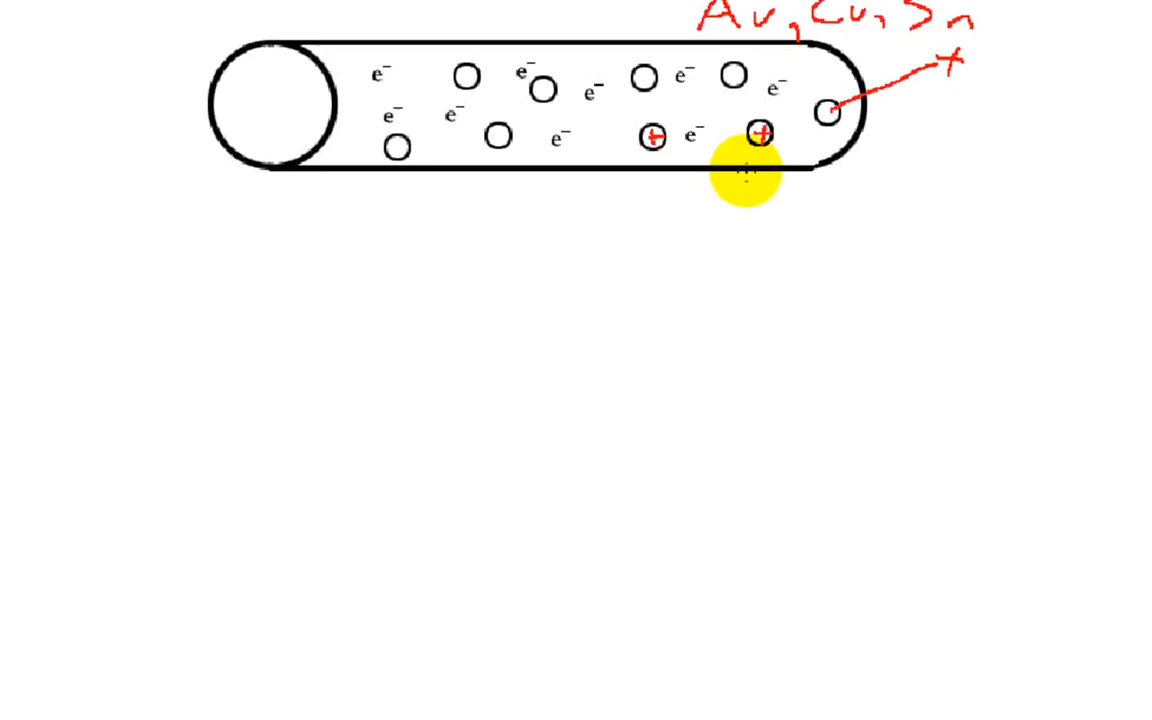 Au, Cu, Sn
e⁻ e⁻ e⁻ e⁻ e⁻ +
e⁻ e⁻ e⁻ + e⁻ +